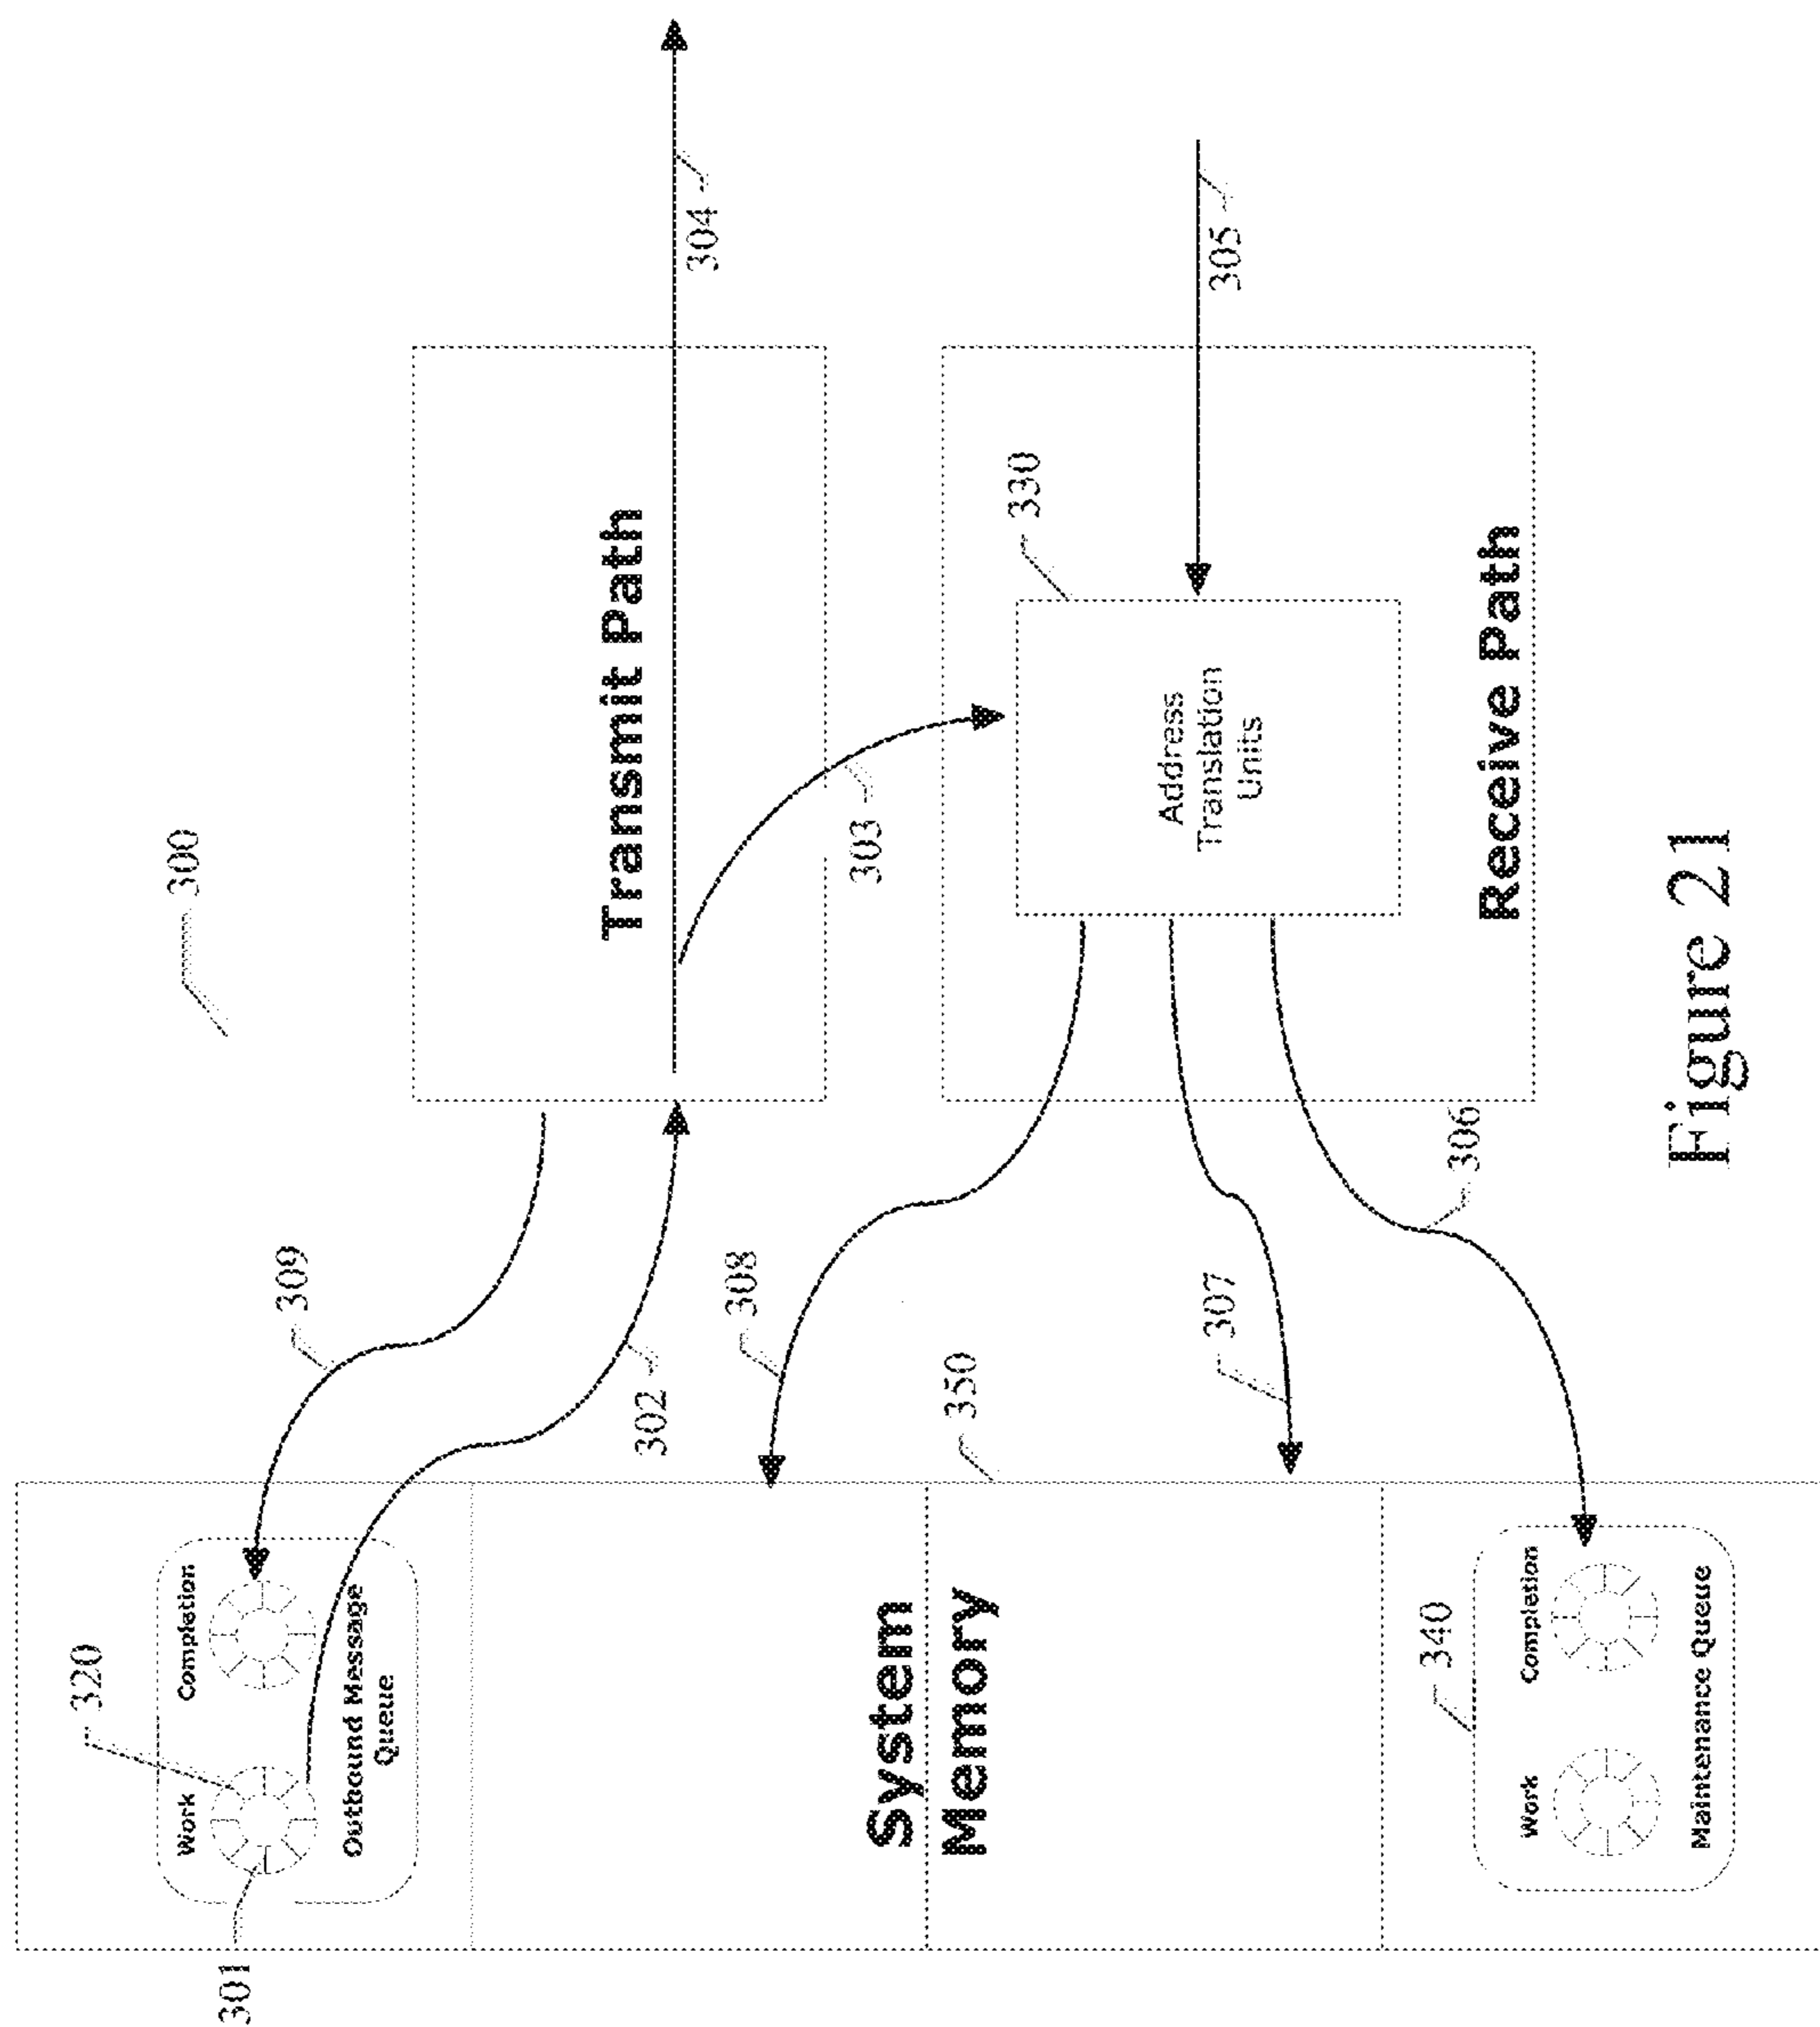 300
320
301
Work
Completion
Outbound Message
Queue
309
302
Transmit Path
304
303
System
Memory
350
308
307
330
Address
Translation
Units
305
Receive Path
306
340
Work
Completion
Maintenance Queue
Figure 21